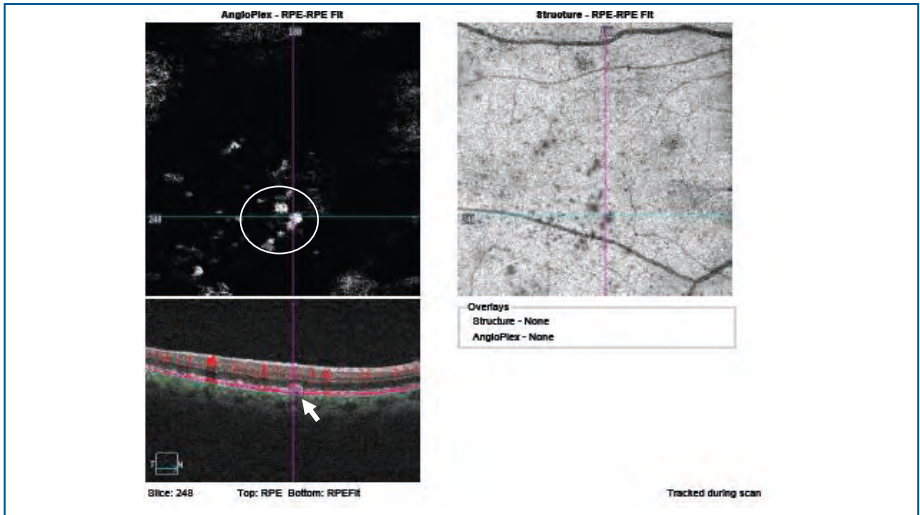 AngioPlex - RPE-RPE Fit
Structure - RPE-RPE Fit
248
Overlays
Structure - None
AngioPlex - None
T N
Slice: 248 Top: RPE Bottom: RPEFit
Tracked during scan